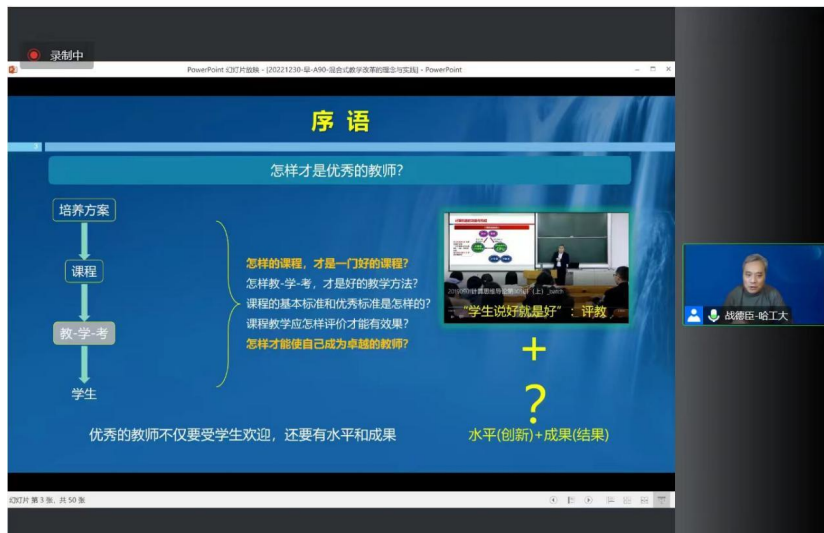 录制中
PowerPoint 幻灯片放映 - [20221230-早-A90-混合式教学改革的理念与实践] - PowerPoint
序 语
3
怎样才是优秀的教师?
培养方案
课程
教-学-考
学生
怎样的课程，才是一门好的课程?
怎样教-学-考，才是好的教学方法?
课程的基本标准和优秀标准是怎样的?
课程教学应怎样评价才能有效果?
怎样才能使自己成为卓越的教师?
“学生说好就是好”：评教
+
?
水平(创新)+成果(结果)
优秀的教师不仅要受学生欢迎，还要有水平和成果
战德臣-哈工大
幻灯片 第 3 张，共 50 张